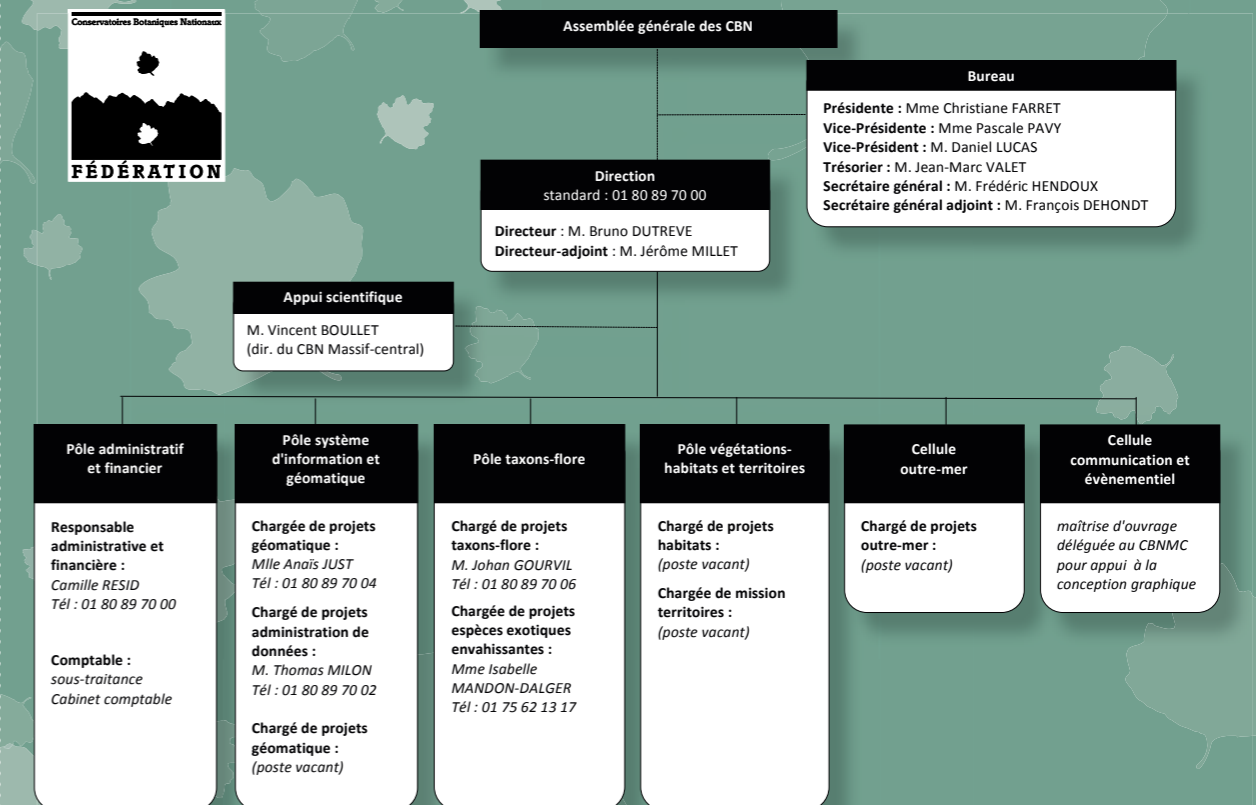 Conservatoires Botaniques Nationaux
FÉDÉRATION
Assemblée générale des CBN
Bureau
Présidente : Mme Christiane FARRET
Vice-Présidente : Mme Pascale PAVY
Vice-Président : M. Daniel LUCAS
Trésorier : M. Jean-Marc VALET
Secrétaire général : M. Frédéric HENDOUX
Secrétaire général adjoint : M. François DEHONDT
Direction
standard : 01 80 89 70 00
Directeur : M. Bruno DUTREVE
Directeur-adjoint : M. Jérôme MILLET
Appui scientifique
M. Vincent BOULLET
(dir. du CBN Massif-central)
Pôle administratif
et financier
Responsable
administrative et
financière :
Camille RESID
Tél : 01 80 89 70 00
Comptable :
sous-traitance
Cabinet comptable
Pôle système
d'information et
géomatique
Chargée de projets
géomatique :
Mlle Anaïs JUST
Tél : 01 80 89 70 04
Chargé de projets
administration de
données :
M. Thomas MILON
Tél : 01 80 89 70 02
Chargé de projets
géomatique :
(poste vacant)
Pôle taxons-flore
Chargé de projets
taxons-flore :
M. Johan GOURVIL
Tél : 01 80 89 70 06
Chargée de projets
espèces exotiques
envahissantes :
Mme Isabelle
MANDON-DALGER
Tél : 01 75 62 13 17
Pôle végétations-
habitats et territoires
Chargé de projets
habitats :
(poste vacant)
Chargée de mission
territoires :
(poste vacant)
Cellule
outre-mer
Chargé de projets
outre-mer :
(poste vacant)
Cellule
communication et
évènementiel
maîtrise d'ouvrage
déléguée au CBNMC
pour appui à la
conception graphique